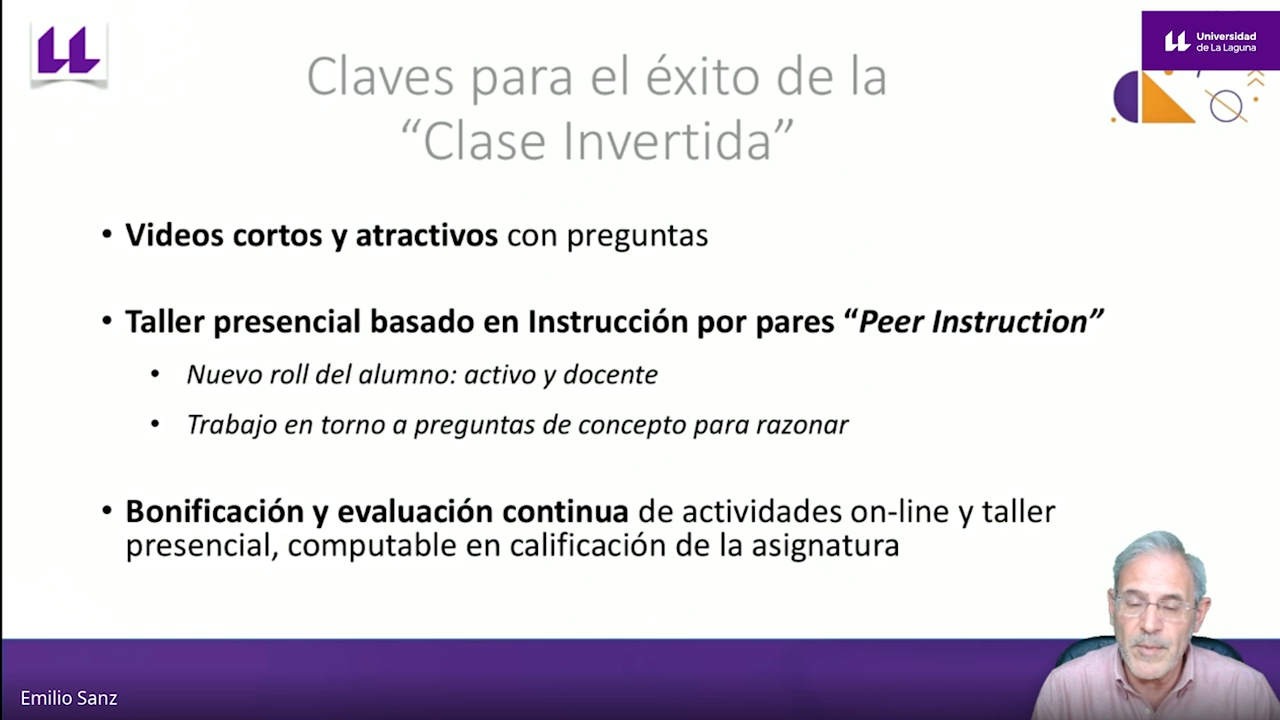 Universidad
de La Laguna
Claves para el éxito de la
“Clase Invertida”
• Videos cortos y atractivos con preguntas
• Taller presencial basado en Instrucción por pares “Peer Instruction”
• Nuevo roll del alumno: activo y docente
• Trabajo en torno a preguntas de concepto para razonar
• Bonificación y evaluación continua de actividades on-line y taller
presencial, computable en calificación de la asignatura
Emilio Sanz